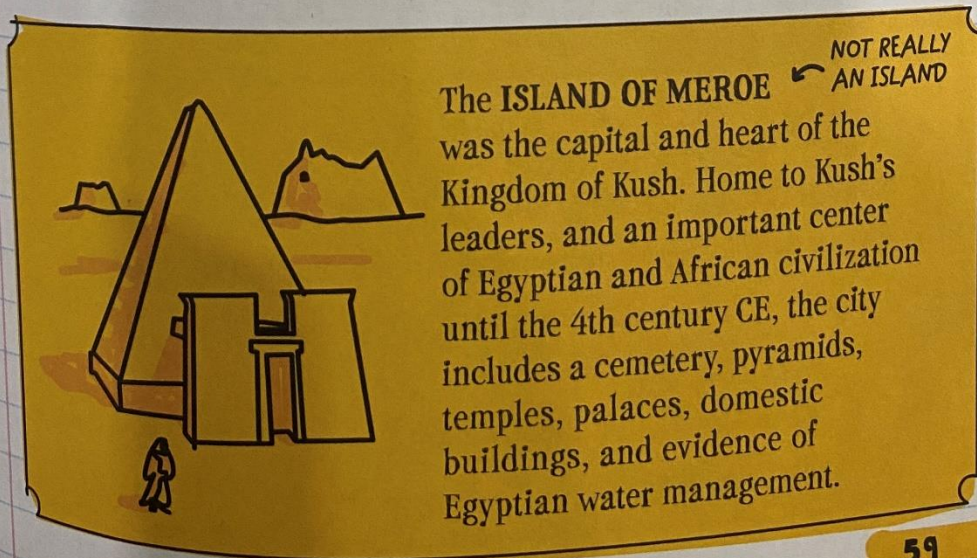 NOT REALLY
AN ISLAND
The ISLAND OF MEROE
was the capital and heart of the
Kingdom of Kush. Home to Kush's
leaders, and an important center
of Egyptian and African civilization
until the 4th century CE, the city
includes a cemetery, pyramids,
temples, palaces, domestic
buildings, and evidence of
Egyptian water management.
59